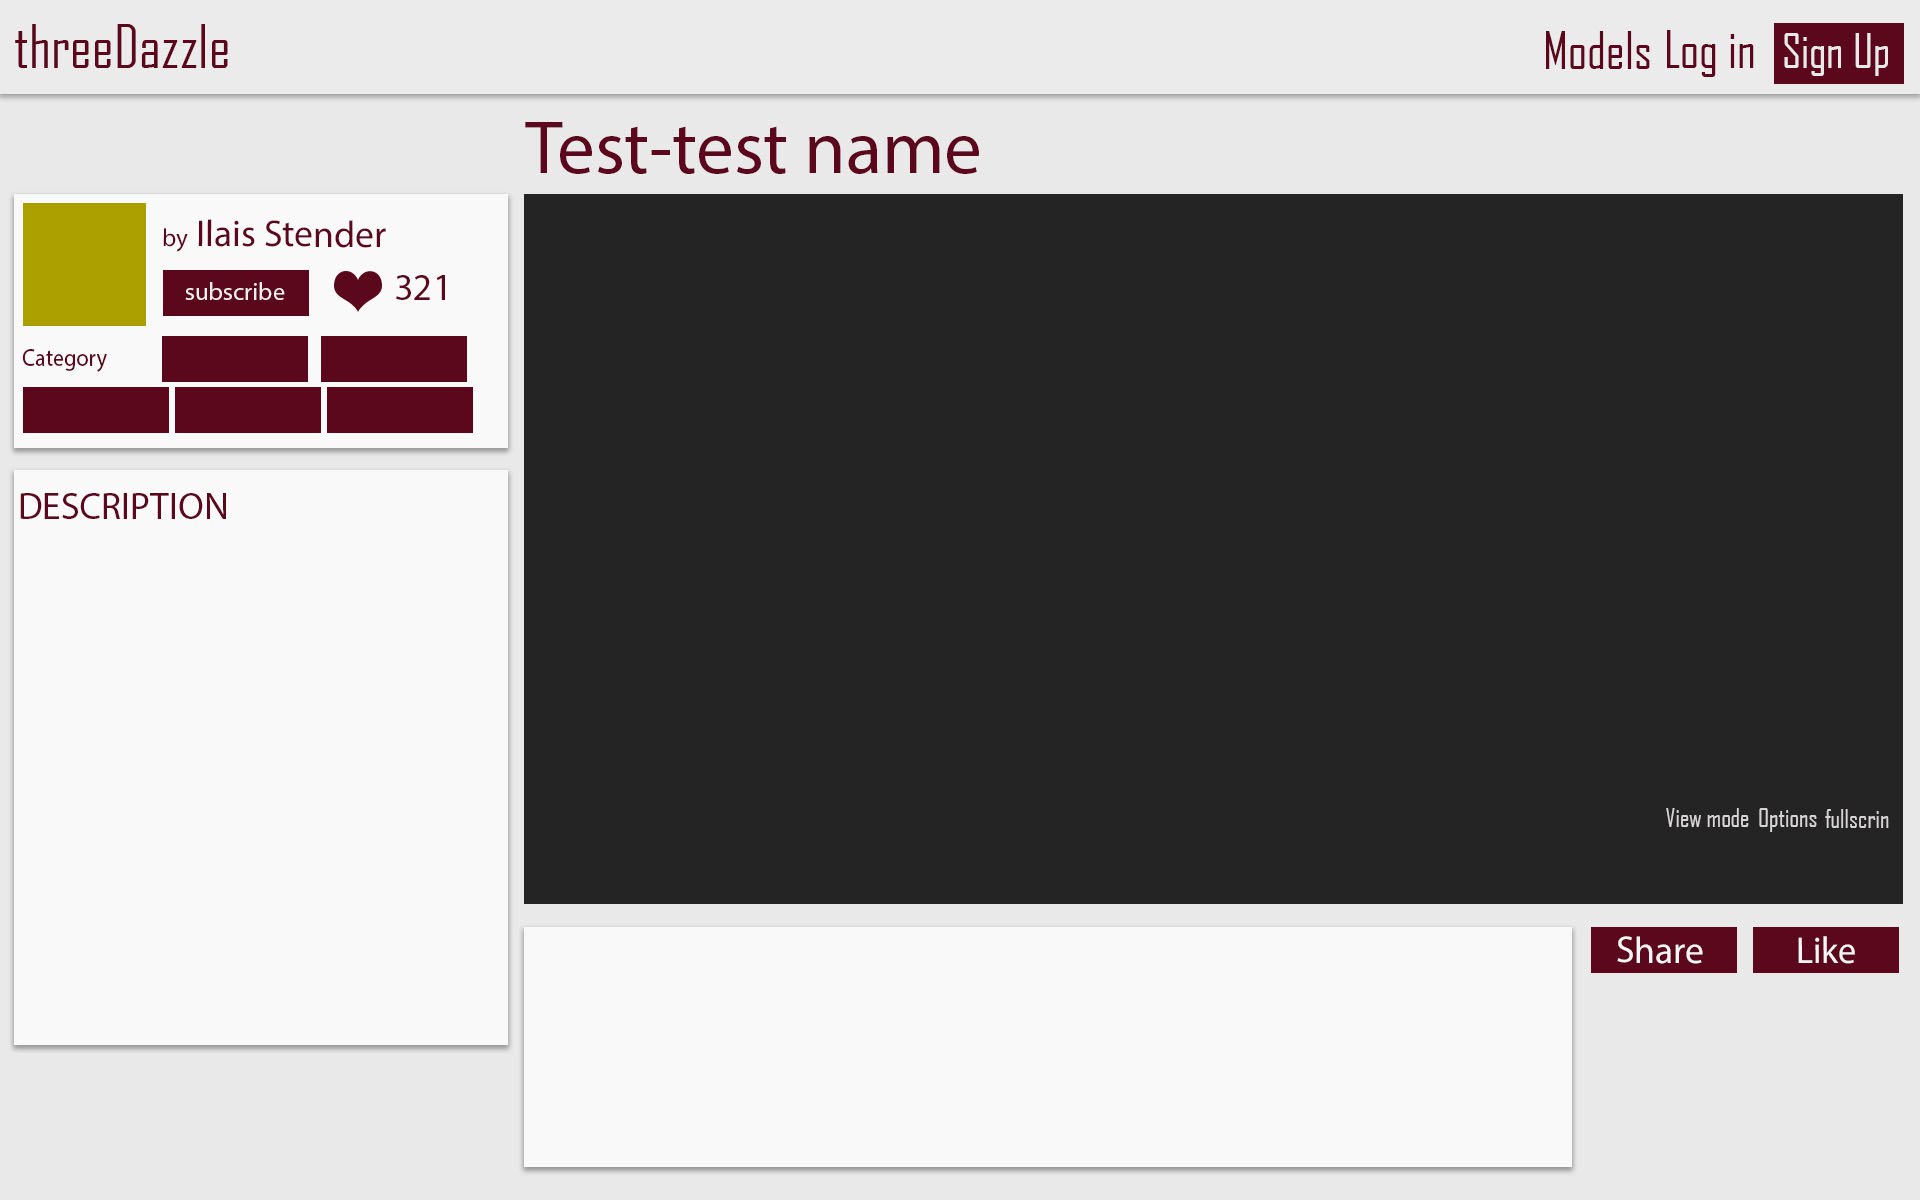 threeDazzle
Models Log in Sign Up
Test-test name
by Ilais Stender
subscribe
321
Category
DESCRIPTION
View mode Options fullscrin
Share Like